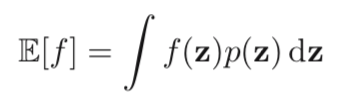 𝔼[f] = ∫ f(𝐳)p(𝐳) d𝐳